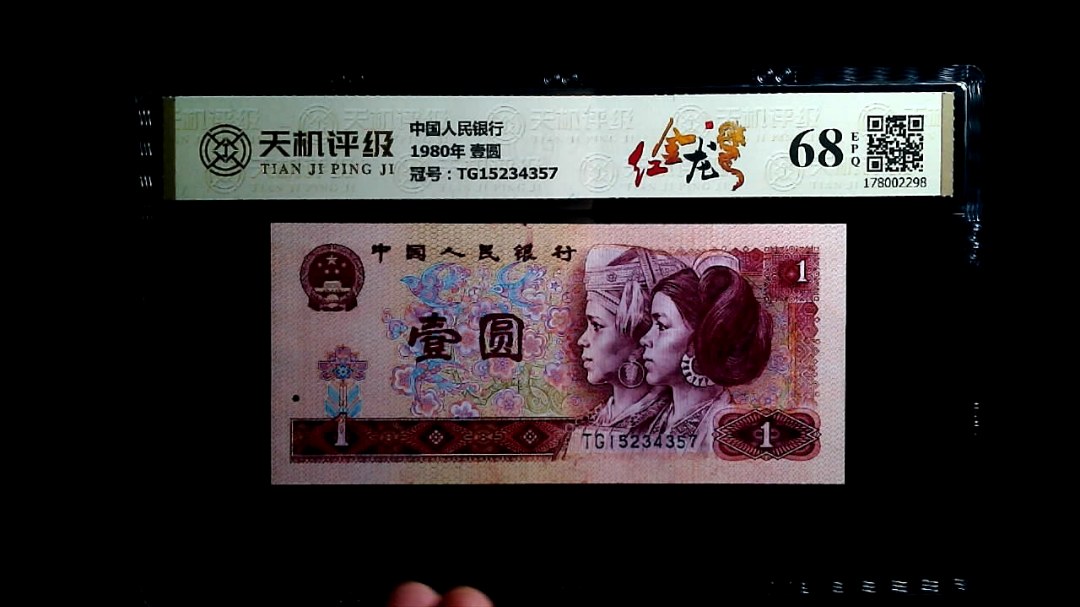 天机评级
TIAN JI PING JI
中国人民银行
1980年 壹圆
冠号：TG15234357
红金龙
68
EPQ
178002298
中国人民银行
1
壹圆
1
TG15234357
1